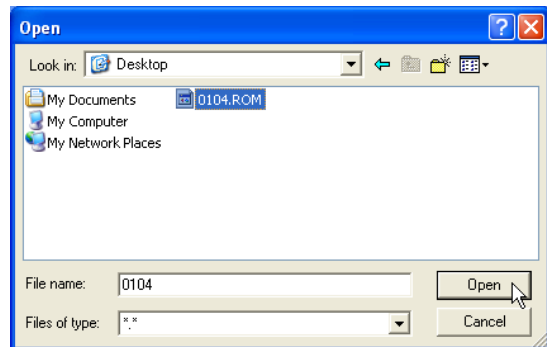 Open
Look in: Desktop
My Documents 0104.ROM
My Computer
My Network Places
File name: 0104 Open
Files of type: *.* Cancel